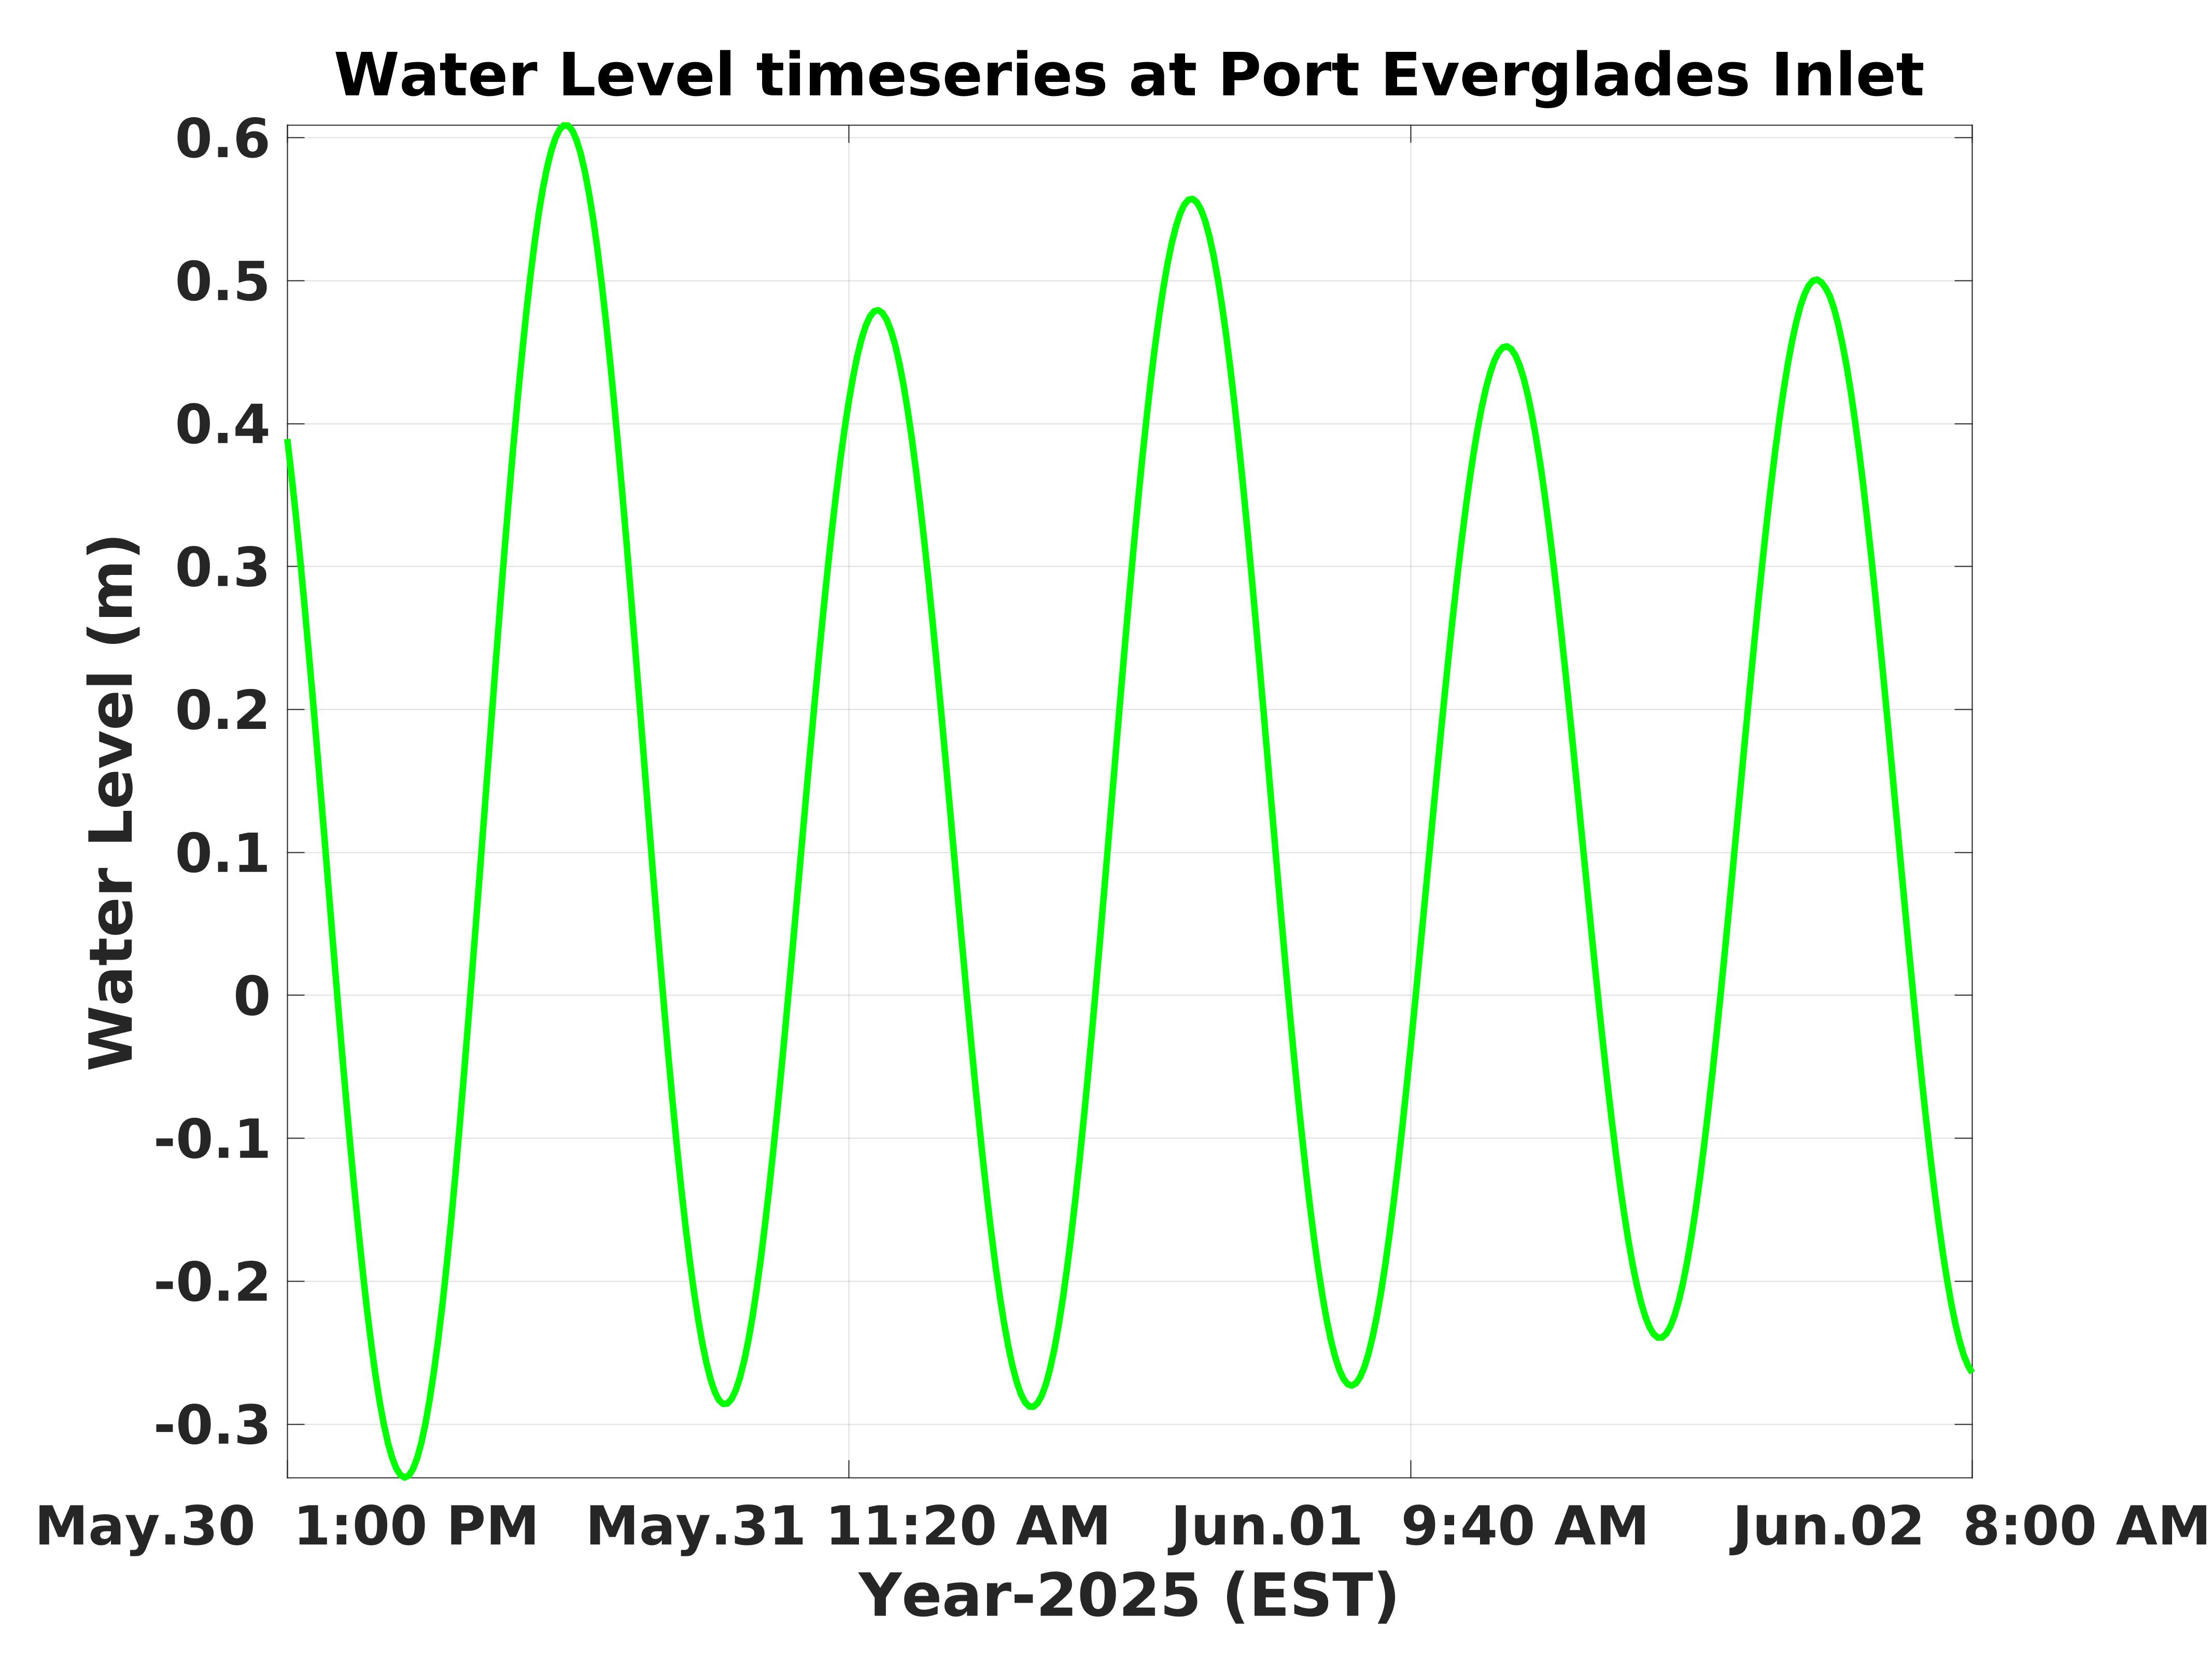 Water Level timeseries at Port Everglades Inlet
0.6
0.5
0.4
0.3
0.2
0.1
0
-0.1
-0.2
-0.3
Water Level (m)
May.30 1:00 PM May.31 11:20 AM Jun.01 9:40 AM Jun.02 8:00 AM
Year-2025 (EST)